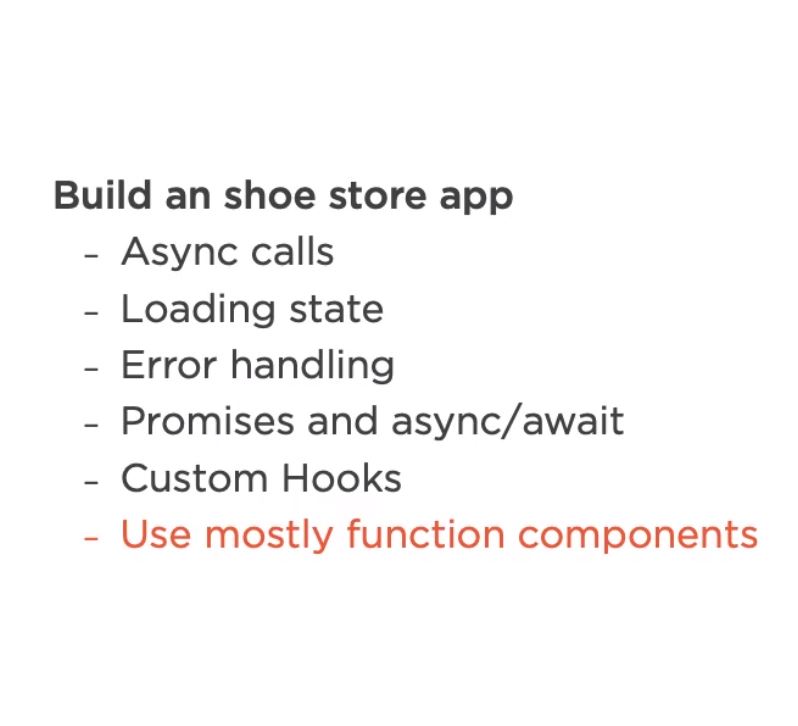 Build an shoe store app
- Async calls
- Loading state
- Error handling
- Promises and async/await
- Custom Hooks
- Use mostly function components